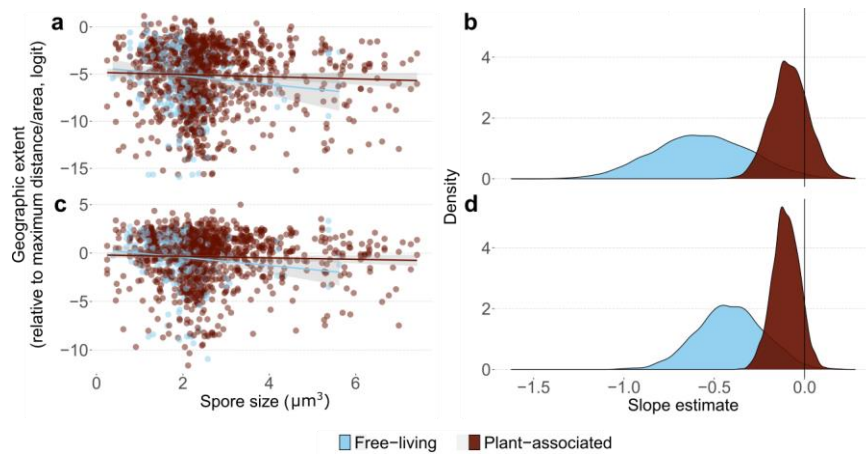 a
b
0
−5
−10
−15
4
2
0
c
d
5
0
−5
−10
4
2
0
Geographic extent
(relative to maximum distance/area, logit)
Density
0 2 4 6
−1.5 −1.0 −0.5 0.0
Spore size (μm³)
Slope estimate
Free−living Plant−associated